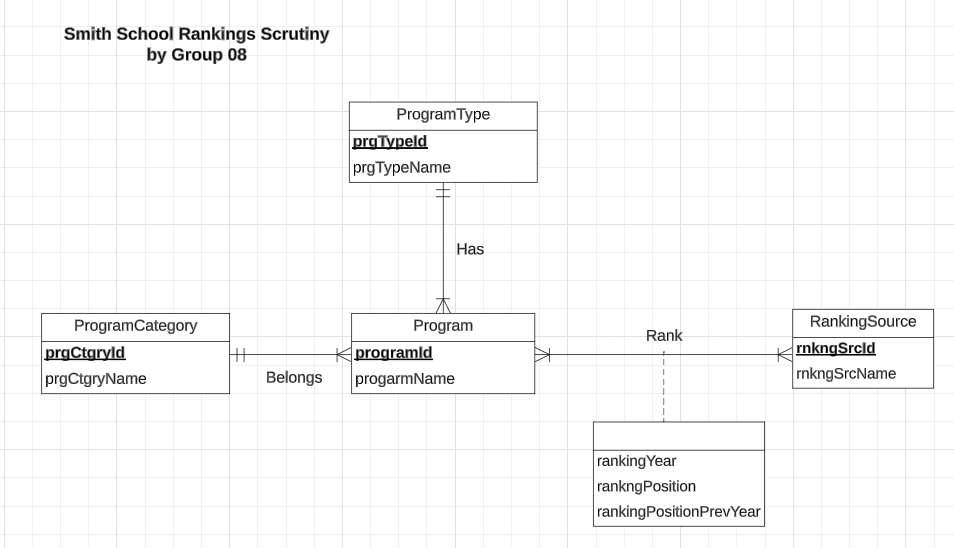 Smith School Rankings Scrutiny
by Group 08
ProgramType
prgTypeId
prgTypeName
Has
ProgramCategory
prgCtgryId
prgCtgryName
Belongs
Program
programId
progarmName
Rank
RankingSource
rnkngSrcId
rnkngSrcName
rankingYear
rankngPosition
rankingPositionPrevYear